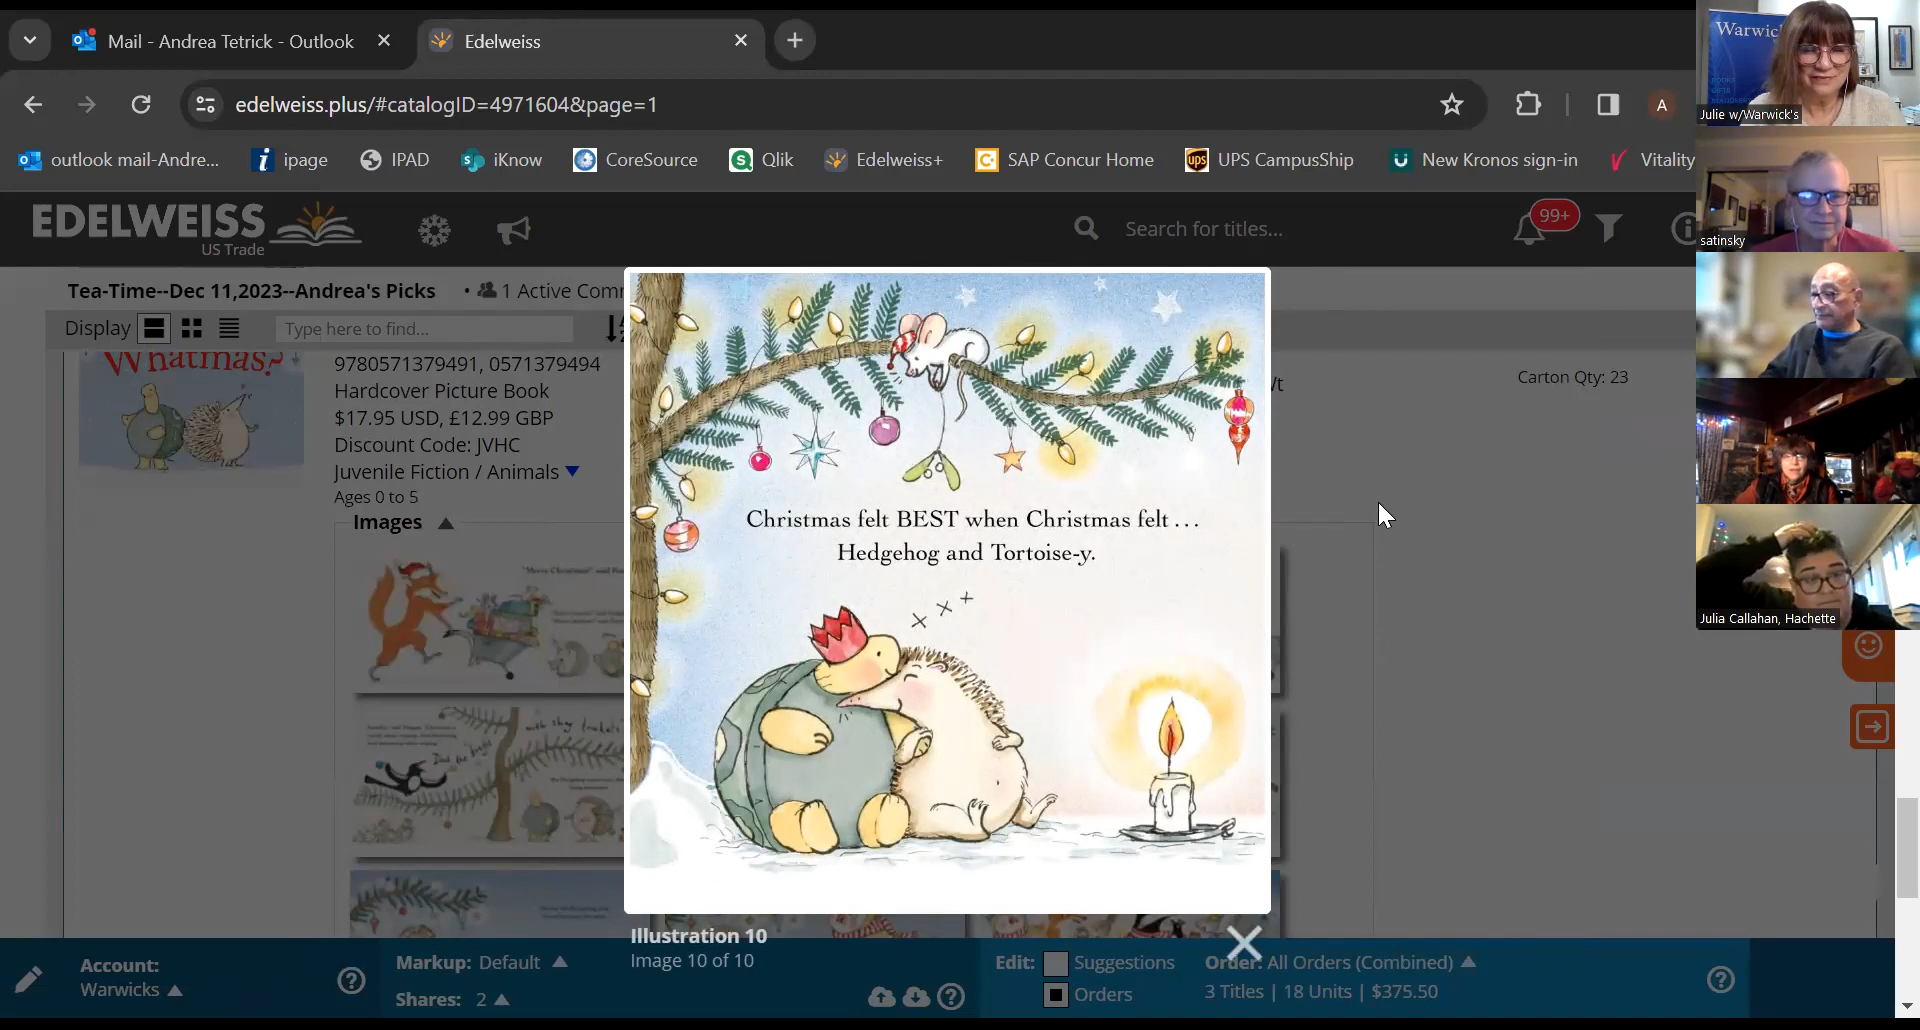 Mail - Andrea Tetrick - Outlook
Edelweiss
edelweiss.plus/#catalogID=4971604&page=1
A
outlook mail-Andre...
ipage
IPAD
iKnow
CoreSource
Qlik
Edelweiss+
SAP Concur Home
UPS CampusShip
New Kronos sign-in
Vitality
EDELWEISS
US Trade
Search for titles...
99+
Tea-Time--Dec 11,2023--Andrea's Picks
• 1 Active Com
Display
Type here to find...
Whatmas?
9780571379491, 0571379494
Hardcover Picture Book
$17.95 USD, £12.99 GBP
Discount Code: JVHC
Juvenile Fiction / Animals
Ages 0 to 5
Images
Carton Qty: 23
Christmas felt BEST when Christmas felt ...
Hedgehog and Tortoise-y.
Illustration 10
Image 10 of 10
Account:
Warwicks
Markup: Default
Shares: 2
Edit:
Suggestions
Orders
Order: All Orders (Combined)
3 Titles | 18 Units | $375.50
Warwic
Julie w/Warwick's
satinsky
Julia Callahan, Hachette